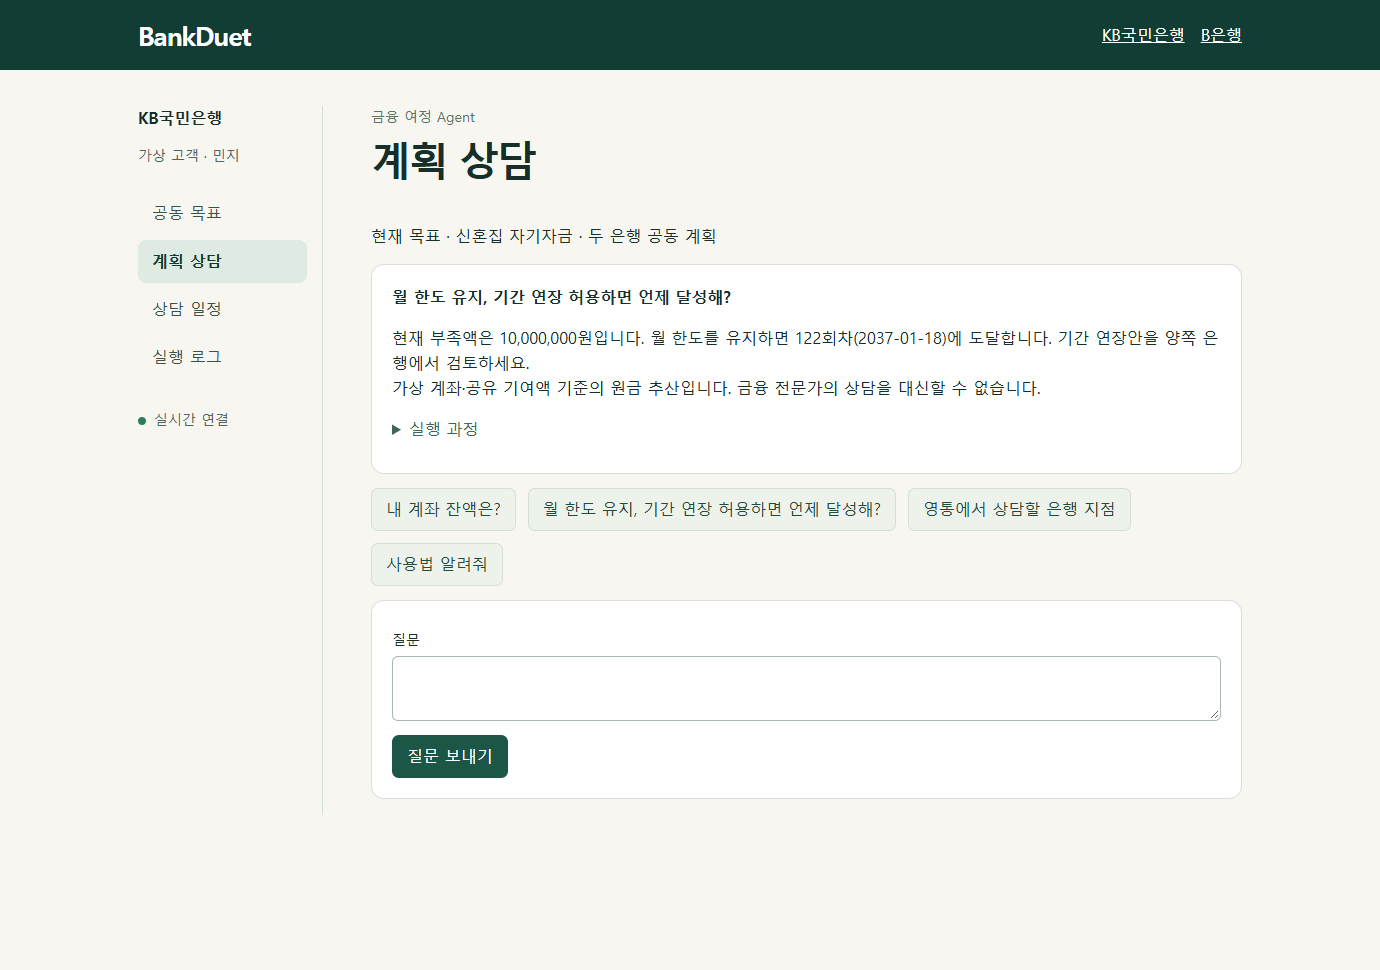 BankDuet
KB국민은행 B은행
KB국민은행
가상 고객 · 민지
공동 목표
계획 상담
상담 일정
실행 로그
실시간 연결
금융 여정 Agent
계획 상담
현재 목표 · 신혼집 자기자금 · 두 은행 공동 계획
월 한도 유지, 기간 연장 허용하면 언제 달성해?
현재 부족액은 10,000,000원입니다. 월 한도를 유지하면 122회차(2037-01-18)에 도달합니다. 기간 연장안을 양쪽 은
행에서 검토하세요.
가상 계좌·공유 기여액 기준의 원금 추산입니다. 금융 전문가의 상담을 대신할 수 없습니다.
▶ 실행 과정
내 계좌 잔액은? 월 한도 유지, 기간 연장 허용하면 언제 달성해? 영통에서 상담할 은행 지점
사용법 알려줘
질문
질문 보내기